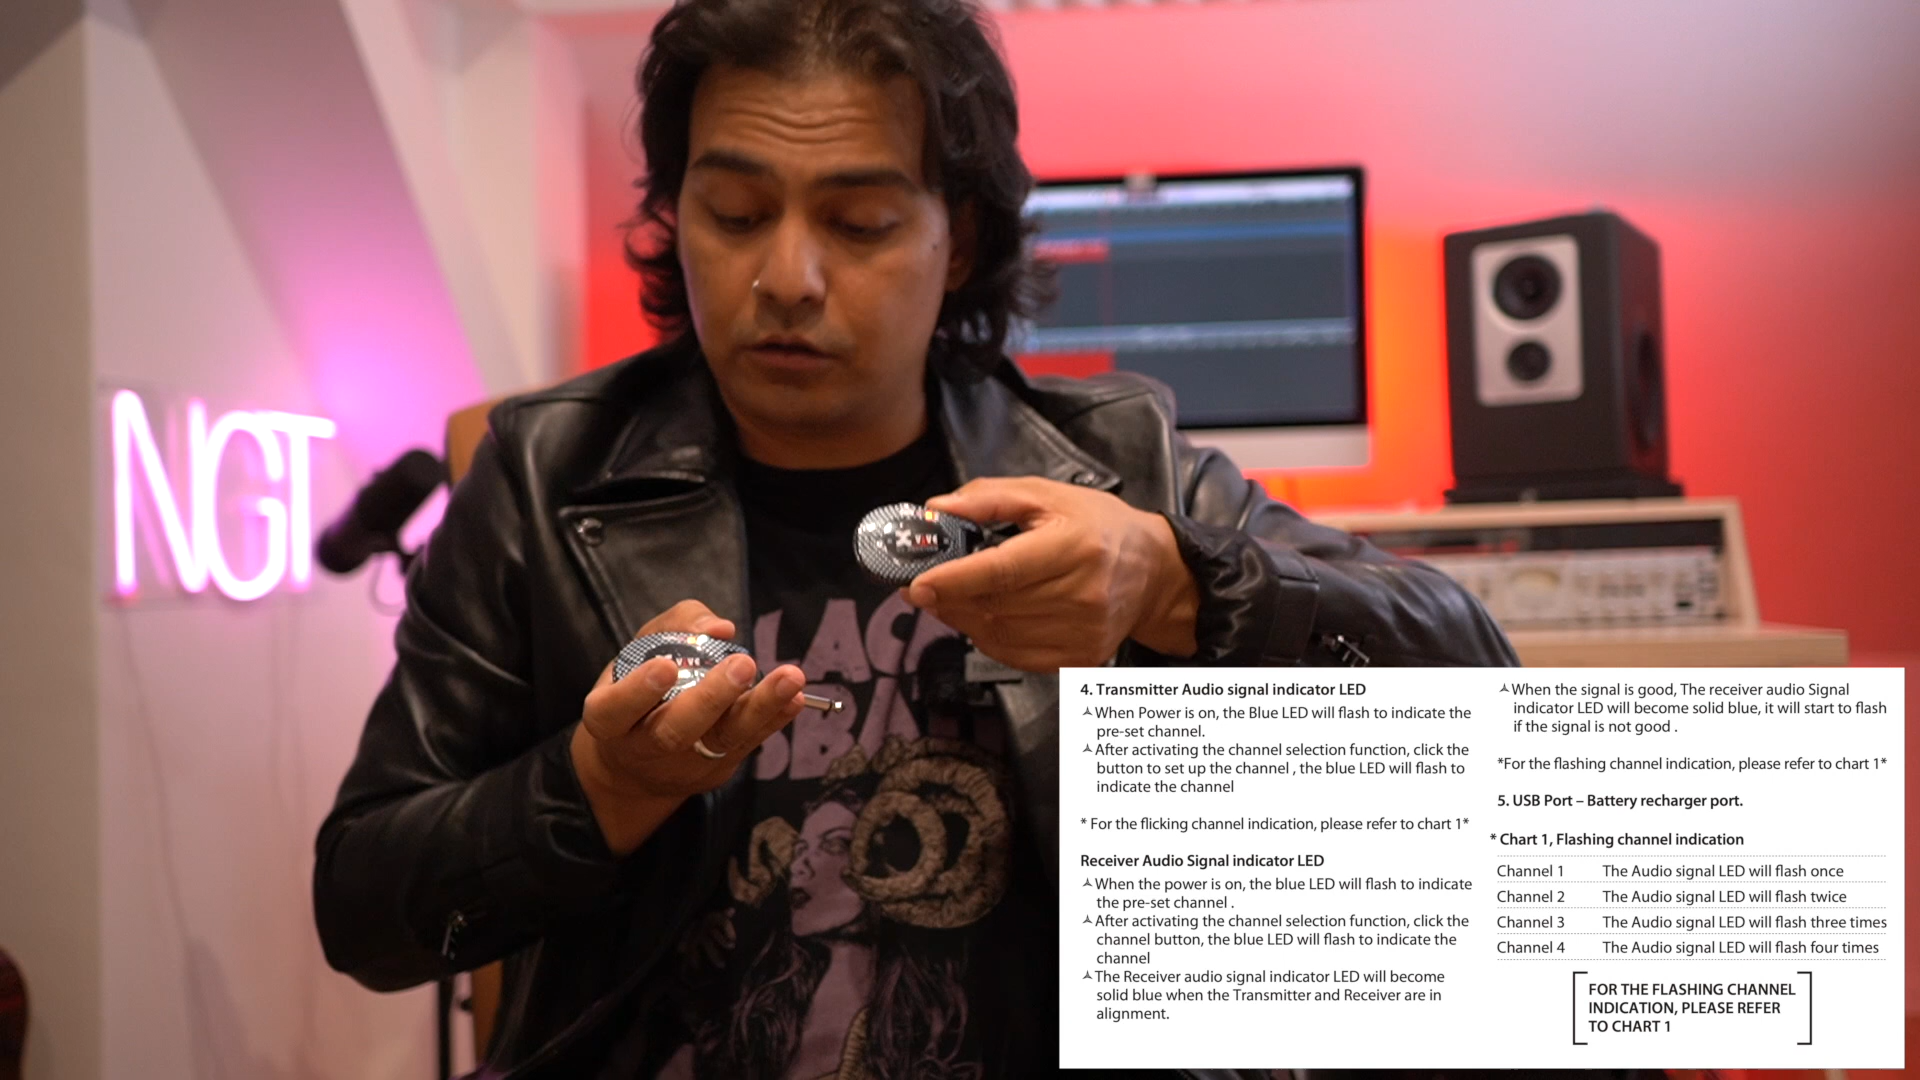 NGT
X VIVE
VIVE
BLACK
SABBATH
4. Transmitter Audio signal indicator LED
When Power is on, the Blue LED will flash to indicate the
pre-set channel.
After activating the channel selection function, click the
button to set up the channel , the blue LED will flash to
indicate the channel
* For the flicking channel indication, please refer to chart 1*
Receiver Audio Signal indicator LED
When the power is on, the blue LED will flash to indicate
the pre-set channel .
After activating the channel selection function, click the
channel button, the blue LED will flash to indicate the
channel
The Receiver audio signal indicator LED will become
solid blue when the Transmitter and Receiver are in
alignment.
When the signal is good, The receiver audio Signal
indicator LED will become solid blue, it will start to flash
if the signal is not good .
*For the flashing channel indication, please refer to chart 1*
5. USB Port – Battery recharger port.
* Chart 1, Flashing channel indication
Channel 1 The Audio signal LED will flash once
Channel 2 The Audio signal LED will flash twice
Channel 3 The Audio signal LED will flash three times
Channel 4 The Audio signal LED will flash four times
FOR THE FLASHING CHANNEL
INDICATION, PLEASE REFER
TO CHART 1